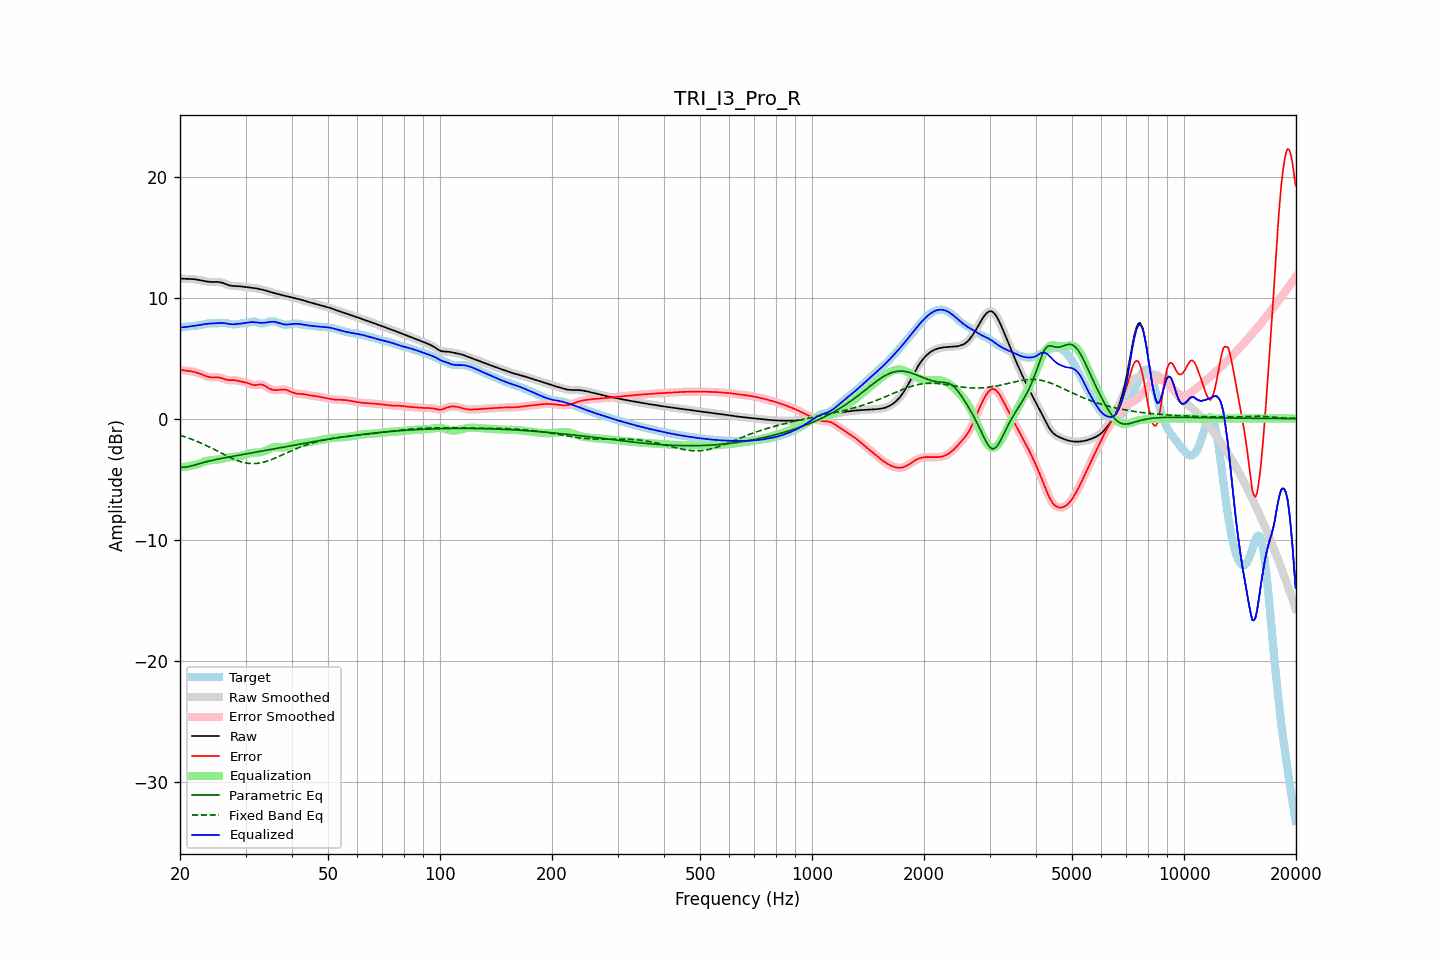 TRI_I3_Pro_R
Amplitude (dBr)
20
10
0
−10
−20
−30
Target
Raw Smoothed
Error Smoothed
Raw
Error
Equalization
Parametric Eq
Fixed Band Eq
Equalized
20 50 100 200 500 1000 2000 5000 10000 20000
Frequency (Hz)